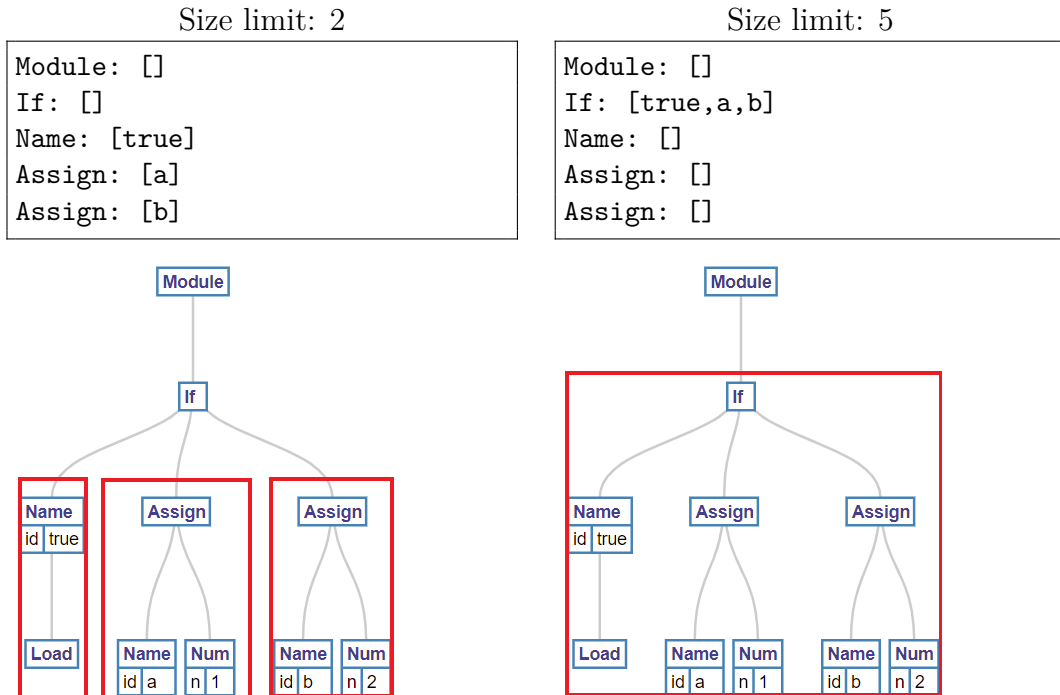 Size limit: 2
Module: []
If: []
Name: [true]
Assign: [a]
Assign: [b]
Module
If
Name
id true
Assign
Assign
Load
Name
id a
Num
n 1
Name
id b
Num
n 2
Size limit: 5
Module: []
If: [true,a,b]
Name: []
Assign: []
Assign: []
Module
If
Name
id true
Assign
Assign
Load
Name
id a
Num
n 1
Name
id b
Num
n 2